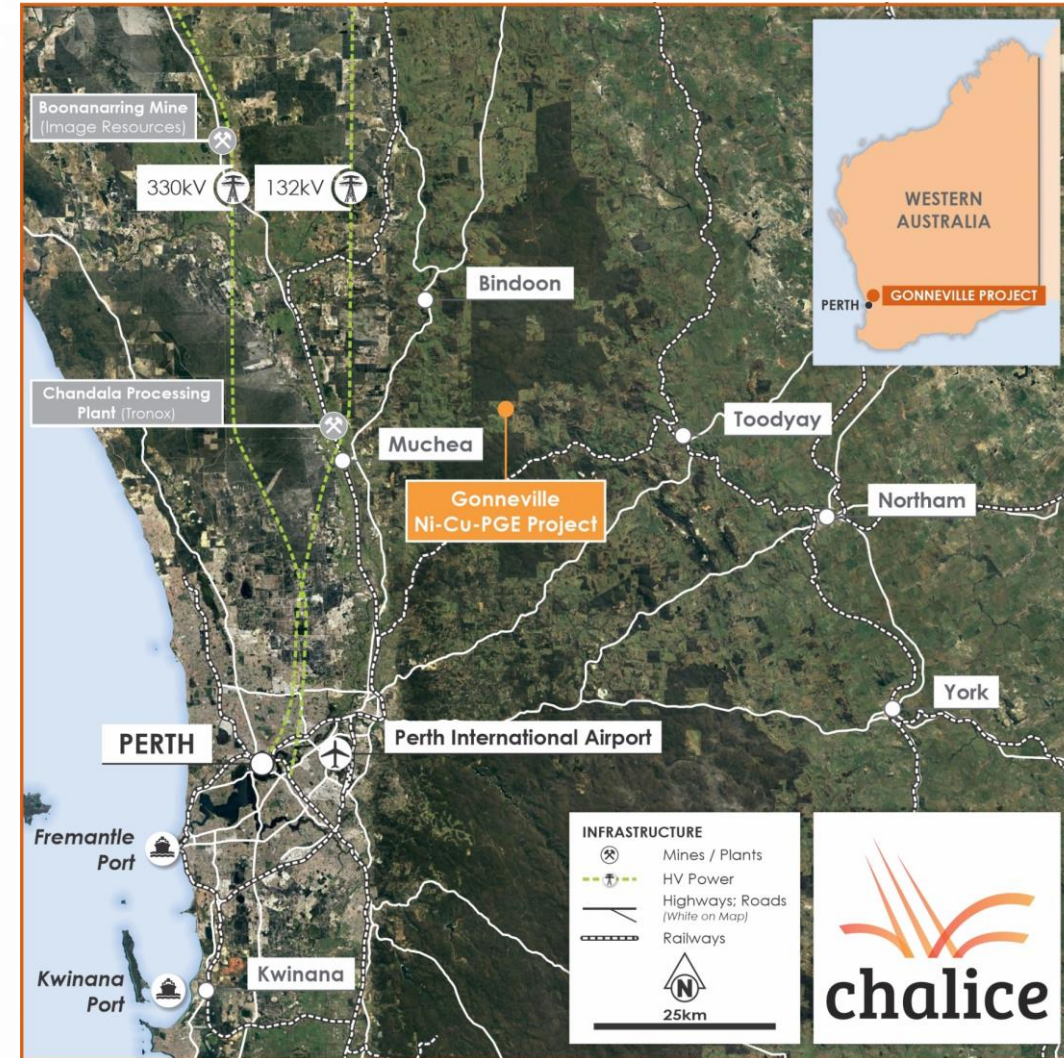 Boonanarring Mine
(Image Resources)
330kV
132kV
WESTERN
AUSTRALIA
PERTH
GONNEVILLE PROJECT
Bindoon
Chandala Processing
Plant (Tronox)
Muchea
Toodyay
Gonneville
Ni-Cu-PGE Project
Northam
York
PERTH
Perth International Airport
Fremantle
Port
Kwinana
Port
Kwinana
INFRASTRUCTURE
Mines / Plants
HV Power
Highways; Roads
(White on Map)
Railways
N
25km
chalice